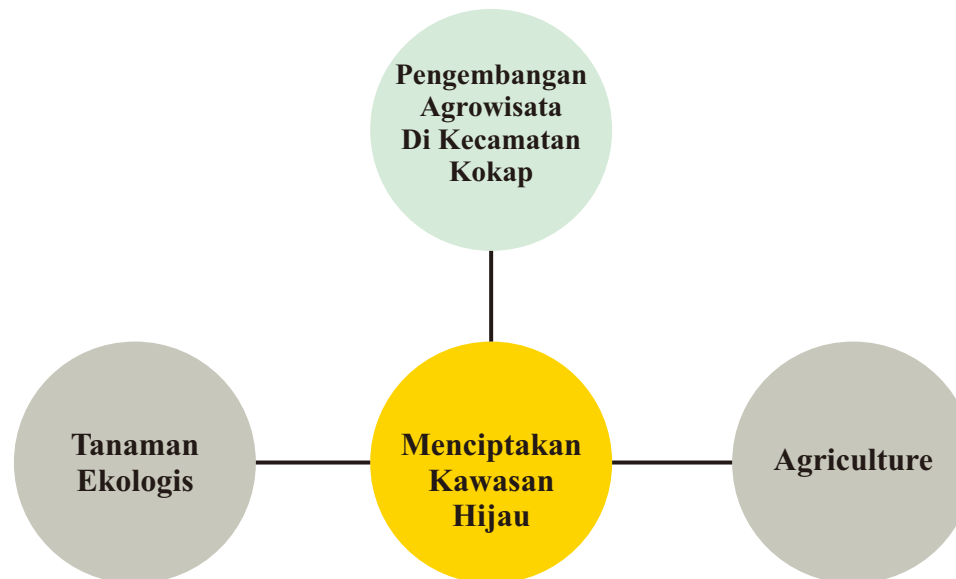 Pengembangan
Agrowisata
Di Kecamatan
Kokap
Tanaman
Ekologis
Menciptakan
Kawasan
Hijau
Agriculture